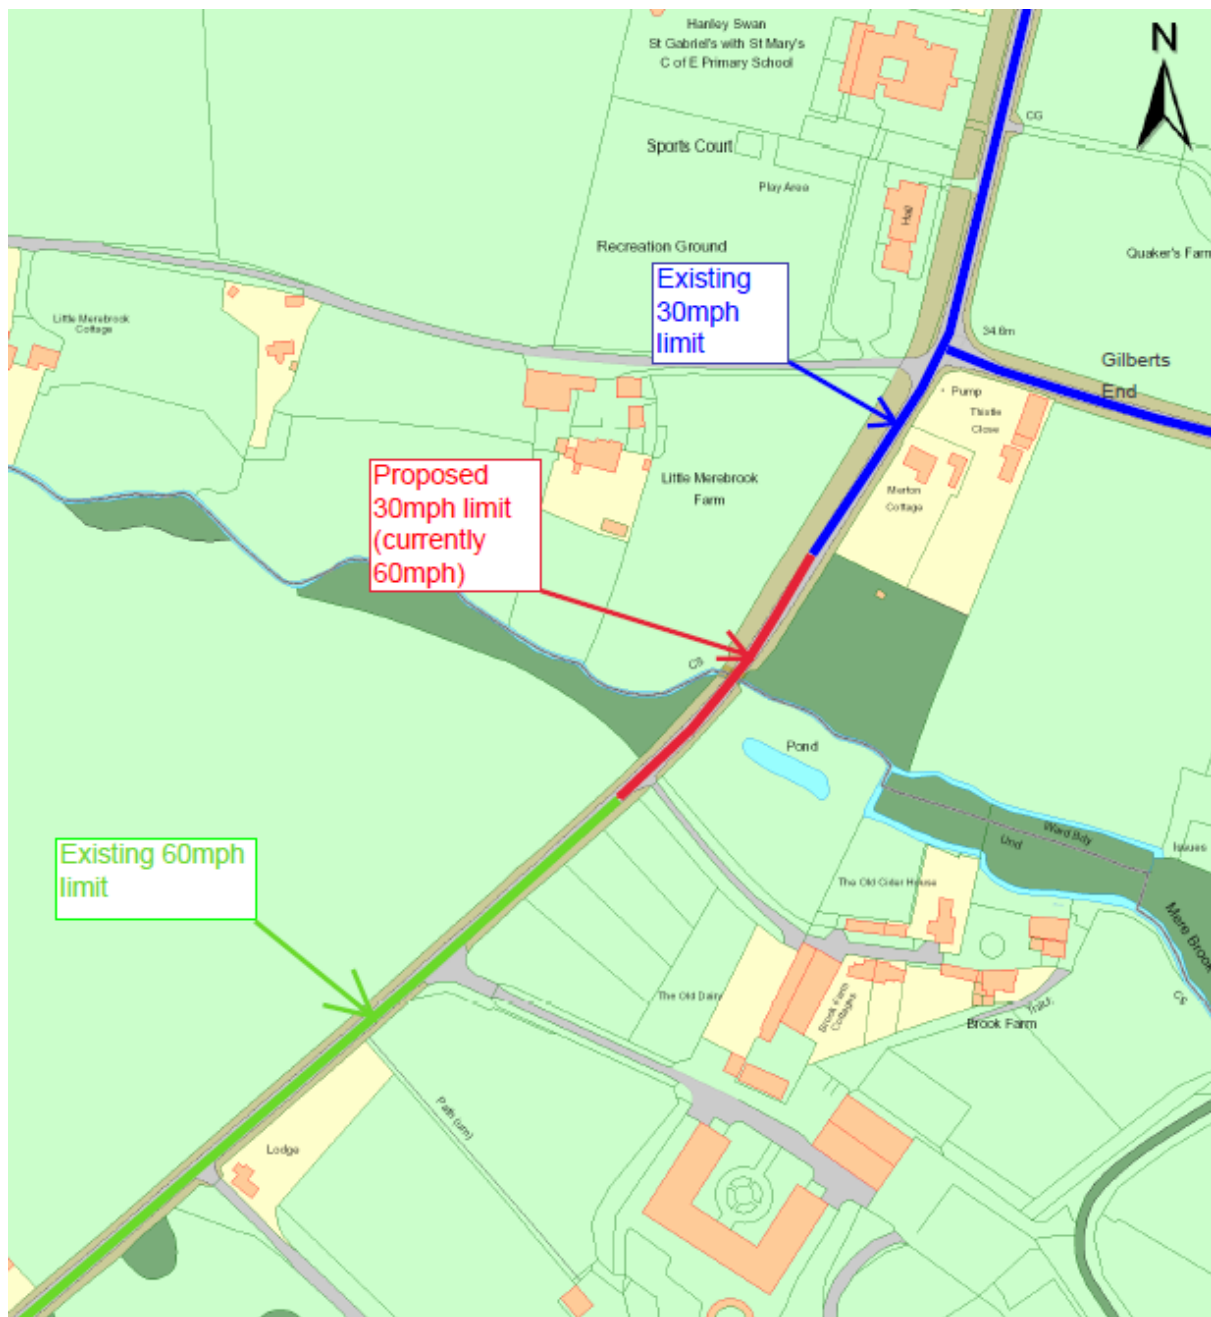 Hanley Swan
St Gabriel's with St Mary's
C of E Primary School
N
CG
Sports Court
Play Area
Hall
Recreation Ground
Quaker's Farm
Existing
30mph
limit
Little Merebrook
Cottage
34.6m
Gilberts
End
Pump
Thistle
Close
Proposed
30mph limit
(currently
60mph)
Little Merebrook
Farm
Merton
Cottage
CS
Pond
Ward Bdy
Und
Issues
Existing 60mph
limit
The Old Cider House
Mere Brook
The Old Dairy
Brook Farm
Cottages
Track
CS
Brook Farm
Path (um)
Lodge